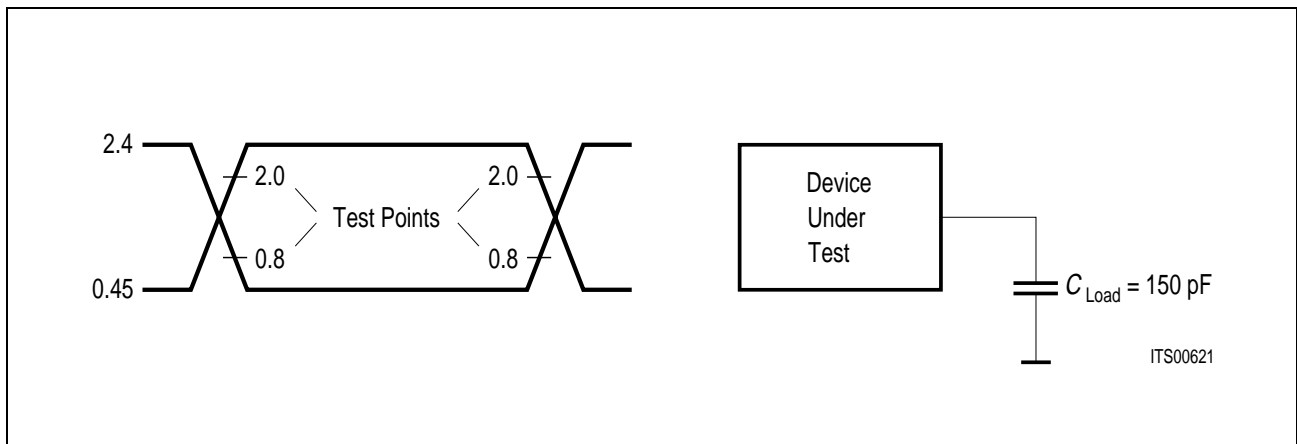 2.4
2.0
2.0
Test Points
0.8
0.8
0.45
Device
Under
Test
C Load = 150 pF
ITS00621